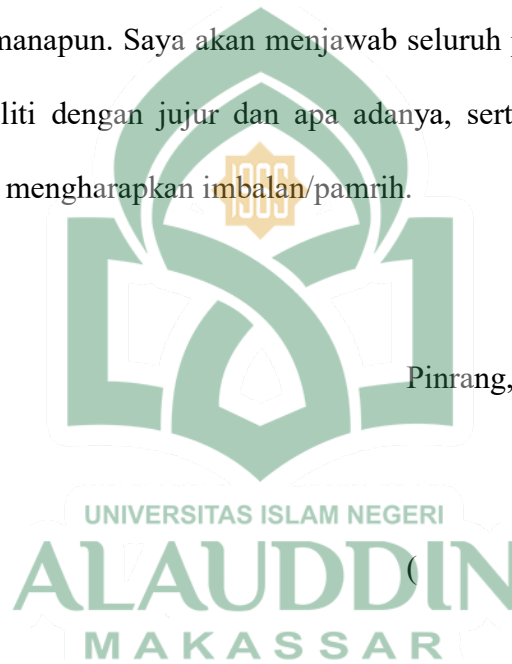 manapun. Saya akan menjawab seluruh
liti dengan jujur dan apa adanya, sert
mengharapkan imbalan/pamrih.
1965
Pinrang,
UNIVERSITAS ISLAM NEGERI
(
ALAUDDIN
MAKASSAR